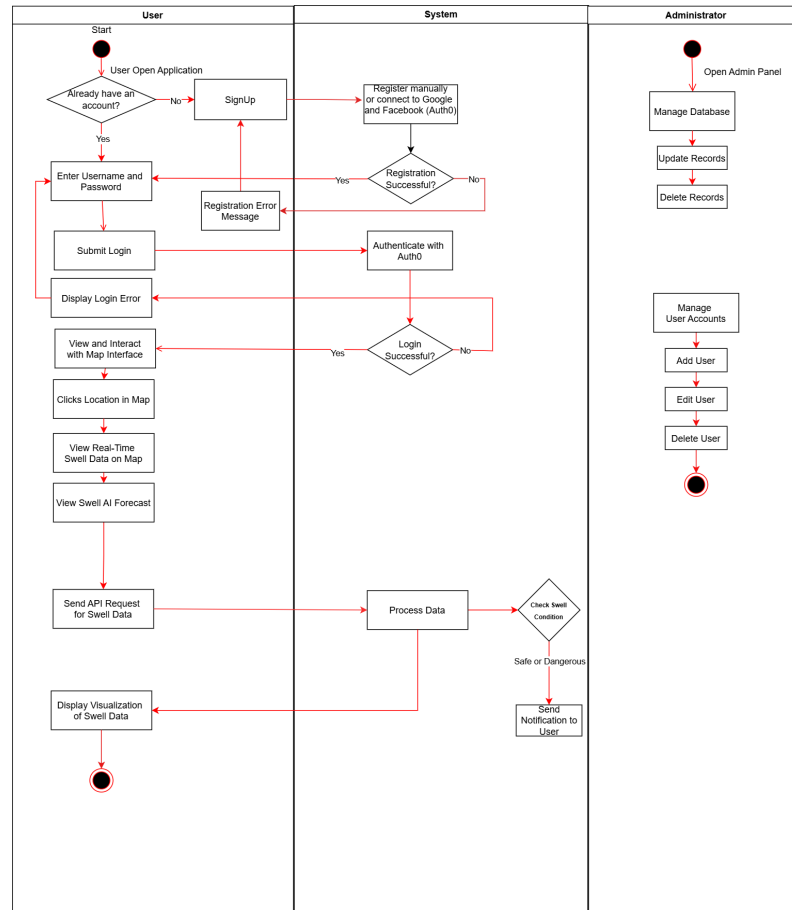 User
System
Administrator
Start
User Open Application
Already have an
account?
No
SignUp
Register manually
or connect to Google
and Facebook (Auth0)
Open Admin Panel
Manage Database
Yes
Enter Username and
Password
Yes
Registration
Successful?
No
Update Records
Registration Error
Message
Delete Records
Submit Login
Authenticate with
Auth0
Display Login Error
Manage
User Accounts
View and Interact
with Map Interface
Yes
Login
Successful?
No
Add User
Clicks Location in Map
Edit User
View Real-Time
Swell Data on Map
Delete User
View Swell AI Forecast
Send API Request
for Swell Data
Process Data
Check Swell
Condition
Safe or Dangerous
Display Visualization
of Swell Data
Send
Notification to
User